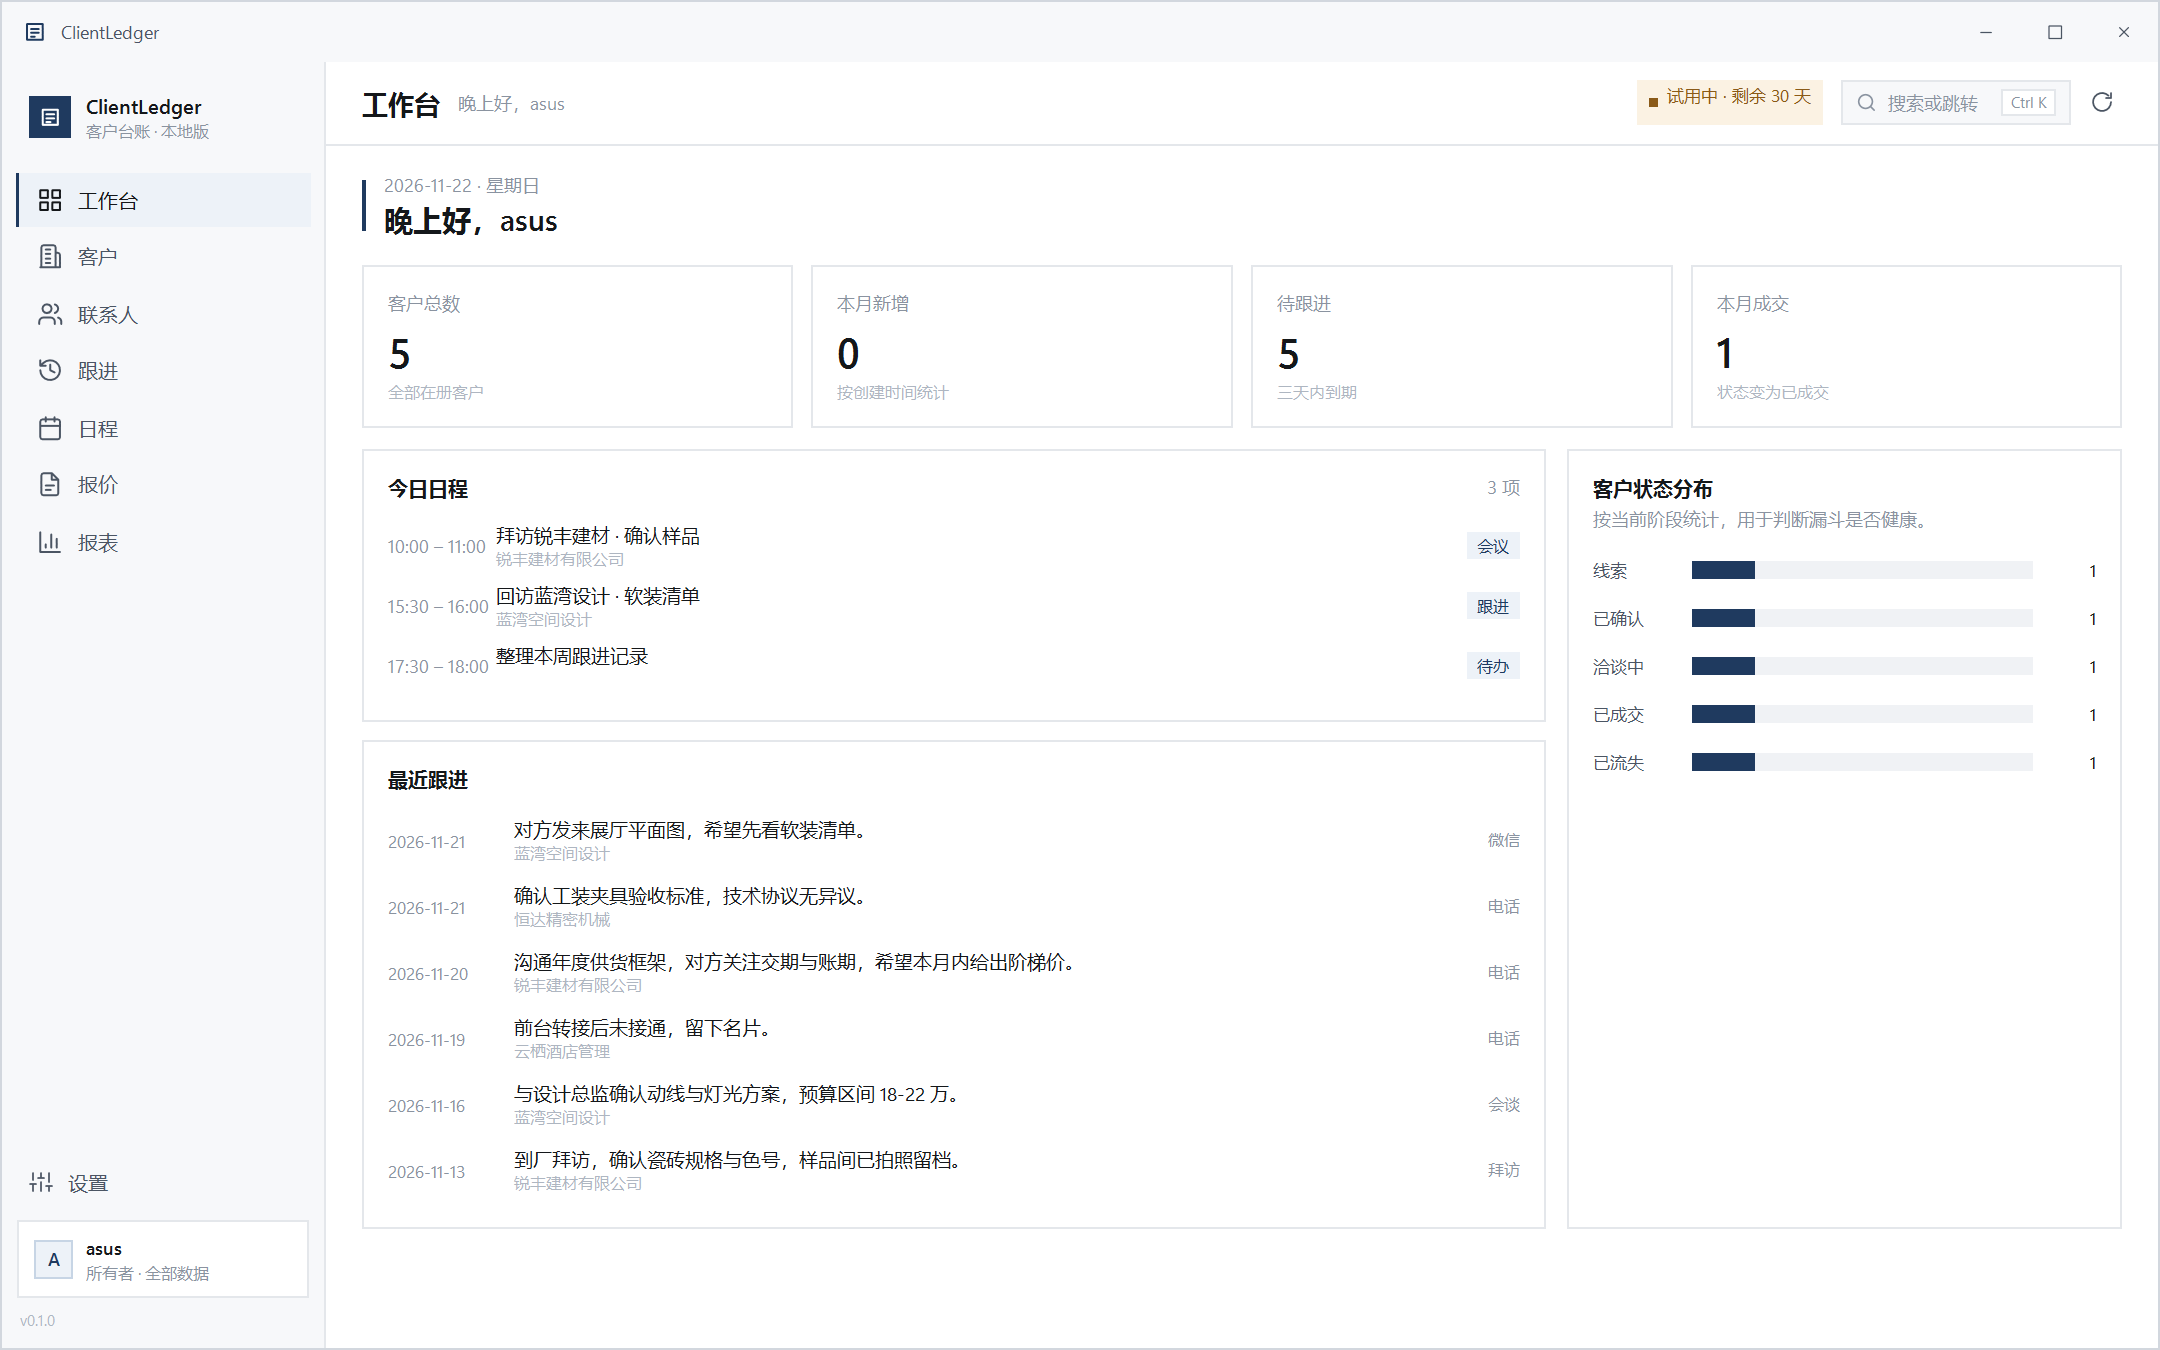 ClientLedger
ClientLedger
客户台账 · 本地版
工作台
客户
联系人
跟进
日程
报价
报表
设置
A
asus
所有者 · 全部数据
v0.1.0
工作台 晚上好，asus
试用中 · 剩余 30 天
搜索或跳转 Ctrl K
2026-11-22 · 星期日
晚上好，asus
客户总数
5
全部在册客户
本月新增
0
按创建时间统计
待跟进
5
三天内到期
本月成交
1
状态变为已成交
今日日程 3 项
10:00 – 11:00 拜访锐丰建材 · 确认样品 会议
锐丰建材有限公司
15:30 – 16:00 回访蓝湾设计 · 软装清单 跟进
蓝湾空间设计
17:30 – 18:00 整理本周跟进记录 待办
最近跟进
2026-11-21 对方发来展厅平面图，希望先看软装清单。 微信
蓝湾空间设计
2026-11-21 确认工装夹具验收标准，技术协议无异议。 电话
恒达精密机械
2026-11-20 沟通年度供货框架，对方关注交期与账期，希望本月内给出阶梯价。 电话
锐丰建材有限公司
2026-11-19 前台转接后未接通，留下名片。 电话
云栖酒店管理
2026-11-16 与设计总监确认动线与灯光方案，预算区间 18-22 万。 会谈
蓝湾空间设计
2026-11-13 到厂拜访，确认瓷砖规格与色号，样品间已拍照留档。 拜访
锐丰建材有限公司
客户状态分布
按当前阶段统计，用于判断漏斗是否健康。
线索 1
已确认 1
洽谈中 1
已成交 1
已流失 1